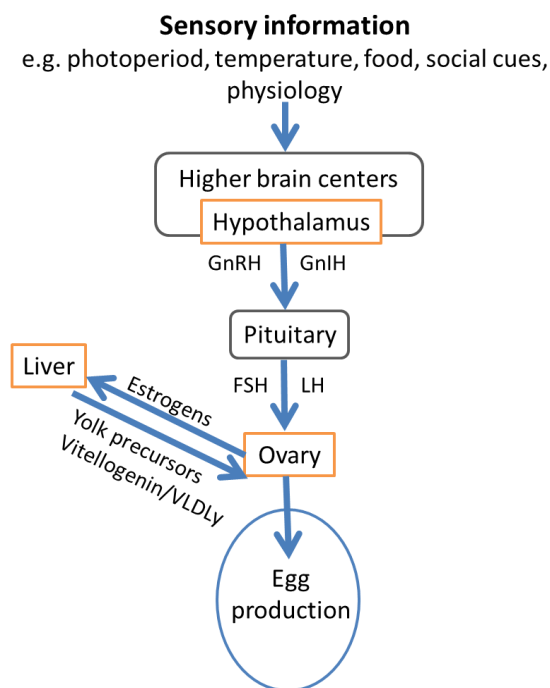 Sensory information
e.g. photoperiod, temperature, food, social cues,
physiology
Higher brain centers
Hypothalamus
GnRH GnIH
Pituitary
Liver
FSH LH
Estrogens
Yolk precursors
Vitellogenin/VLDLy
Ovary
Egg
production